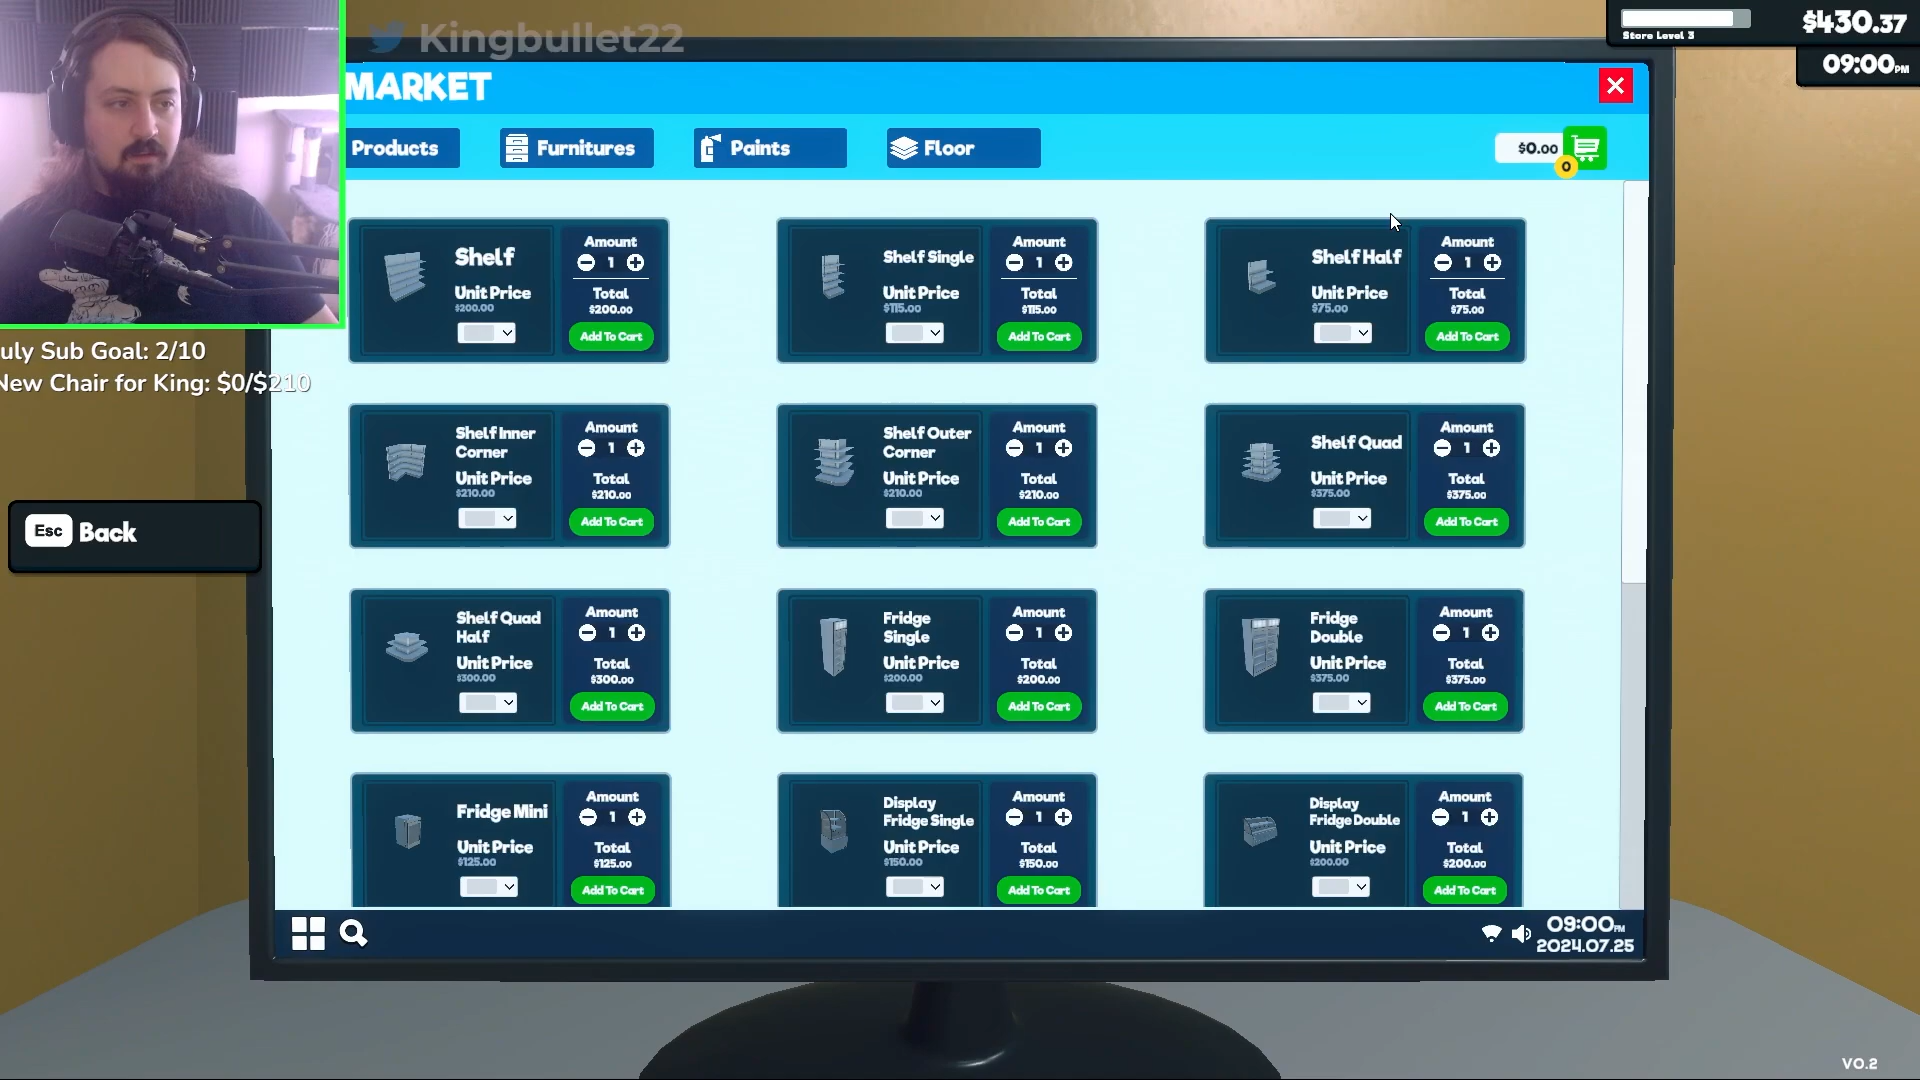 Kingbullet22
$430.37
Store Level 3
09:00PM
MARKET
Products
Furnitures
Paints
Floor
$0.00
0
Shelf
Unit Price
$200.00
Amount
1
Total
$200.00
Add To Cart
Shelf Single
Unit Price
$115.00
Amount
1
Total
$115.00
Add To Cart
Shelf Half
Unit Price
$75.00
Amount
1
Total
$75.00
Add To Cart
uly Sub Goal: 2/10
New Chair for King: $0/$210
Shelf Inner
Corner
Unit Price
$210.00
Amount
1
Total
$210.00
Add To Cart
Shelf Outer
Corner
Unit Price
$210.00
Amount
1
Total
$210.00
Add To Cart
Shelf Quad
Unit Price
$375.00
Amount
1
Total
$375.00
Add To Cart
Esc Back
Shelf Quad
Half
Unit Price
$300.00
Amount
1
Total
$300.00
Add To Cart
Fridge
Single
Unit Price
$200.00
Amount
1
Total
$200.00
Add To Cart
Fridge
Double
Unit Price
$375.00
Amount
1
Total
$375.00
Add To Cart
Fridge Mini
Unit Price
$125.00
Amount
1
Total
$125.00
Add To Cart
Display
Fridge Single
Unit Price
$150.00
Amount
1
Total
$150.00
Add To Cart
Display
Fridge Double
Unit Price
$200.00
Amount
1
Total
$200.00
Add To Cart
09:00PM
2024.07.25
V0.2